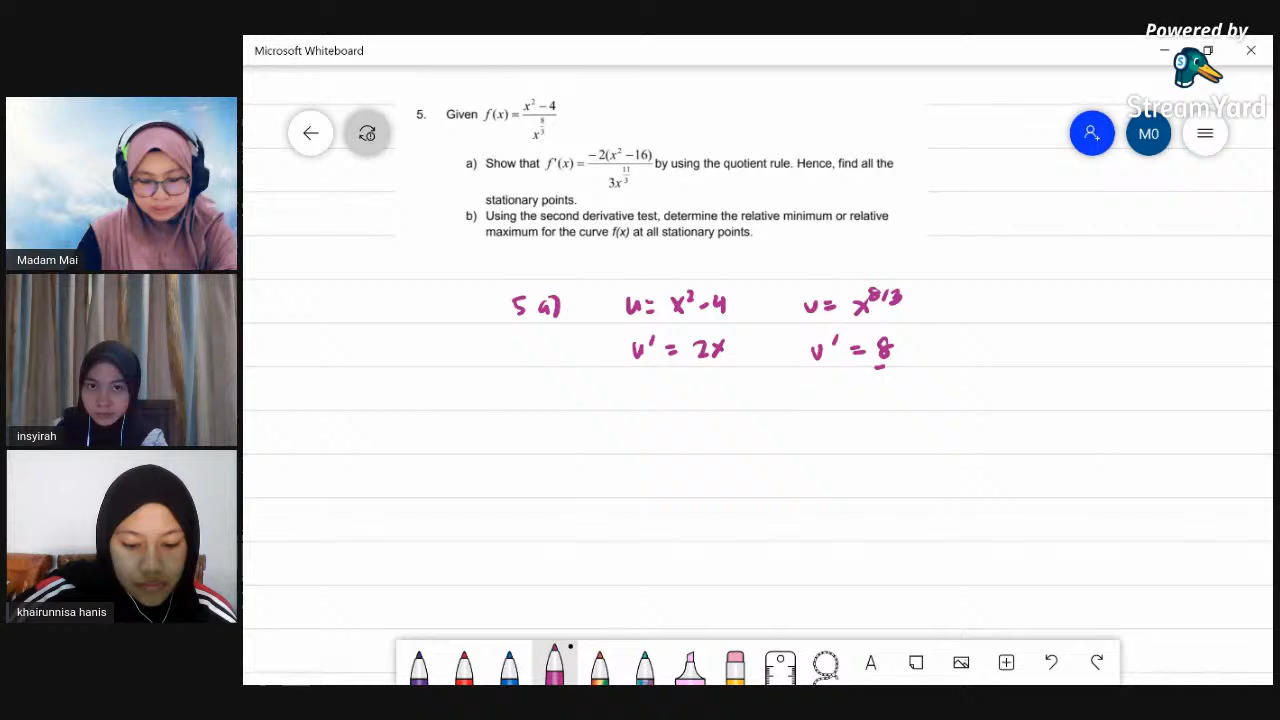 Powered by
StreamYard
Microsoft Whiteboard
M0
5. Given f(x) = x² − 4 / x^(8/3)
a) Show that f'(x) = −2(x² −16) / 3x^(11/3) by using the quotient rule. Hence, find all the
stationary points.
b) Using the second derivative test, determine the relative minimum or relative
maximum for the curve f(x) at all stationary points.
5 a) u = x² - 4 v = x^8/3
u' = 2x v' = 8
Madam Mai
insyirah
khairunnisa hanis
A